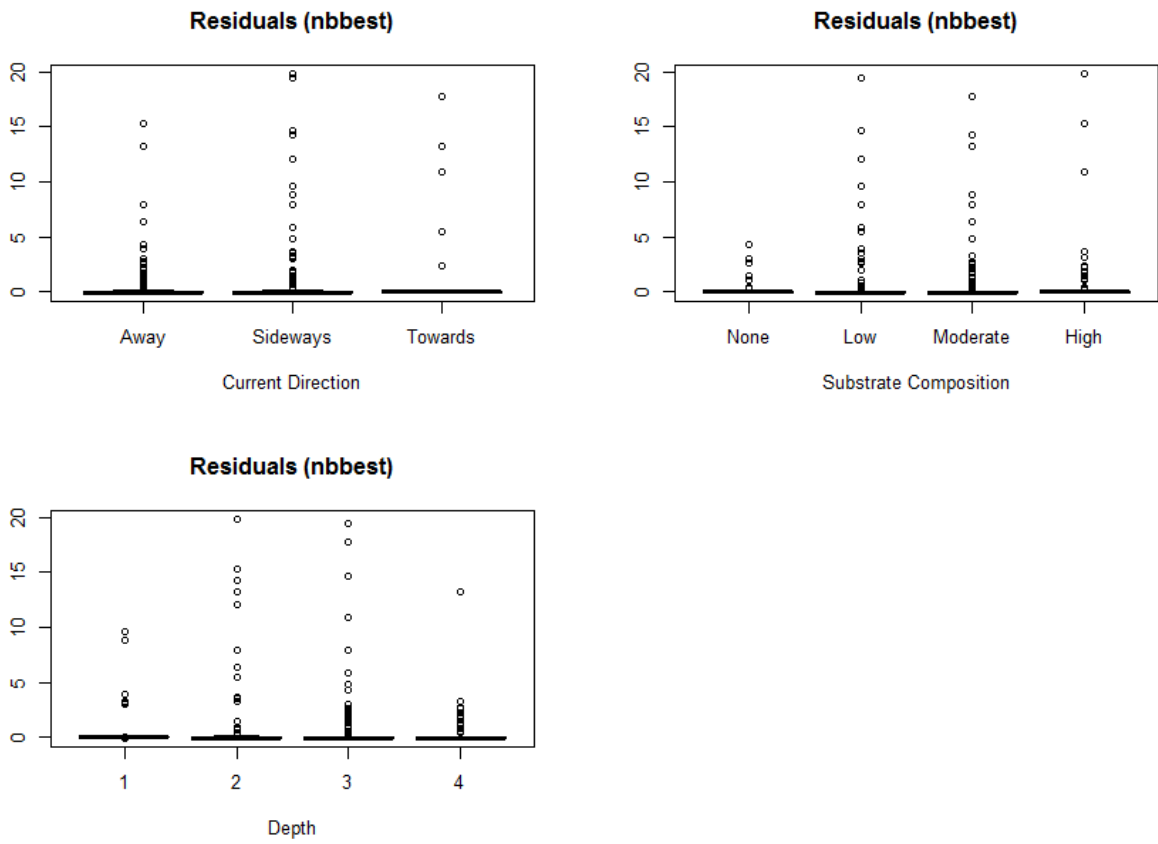 Residuals (nbbest)
20
15
10
5
0
Away Sideways Towards
Current Direction
Residuals (nbbest)
20
15
10
5
0
None Low Moderate High
Substrate Composition
Residuals (nbbest)
20
15
10
5
0
1 2 3 4
Depth